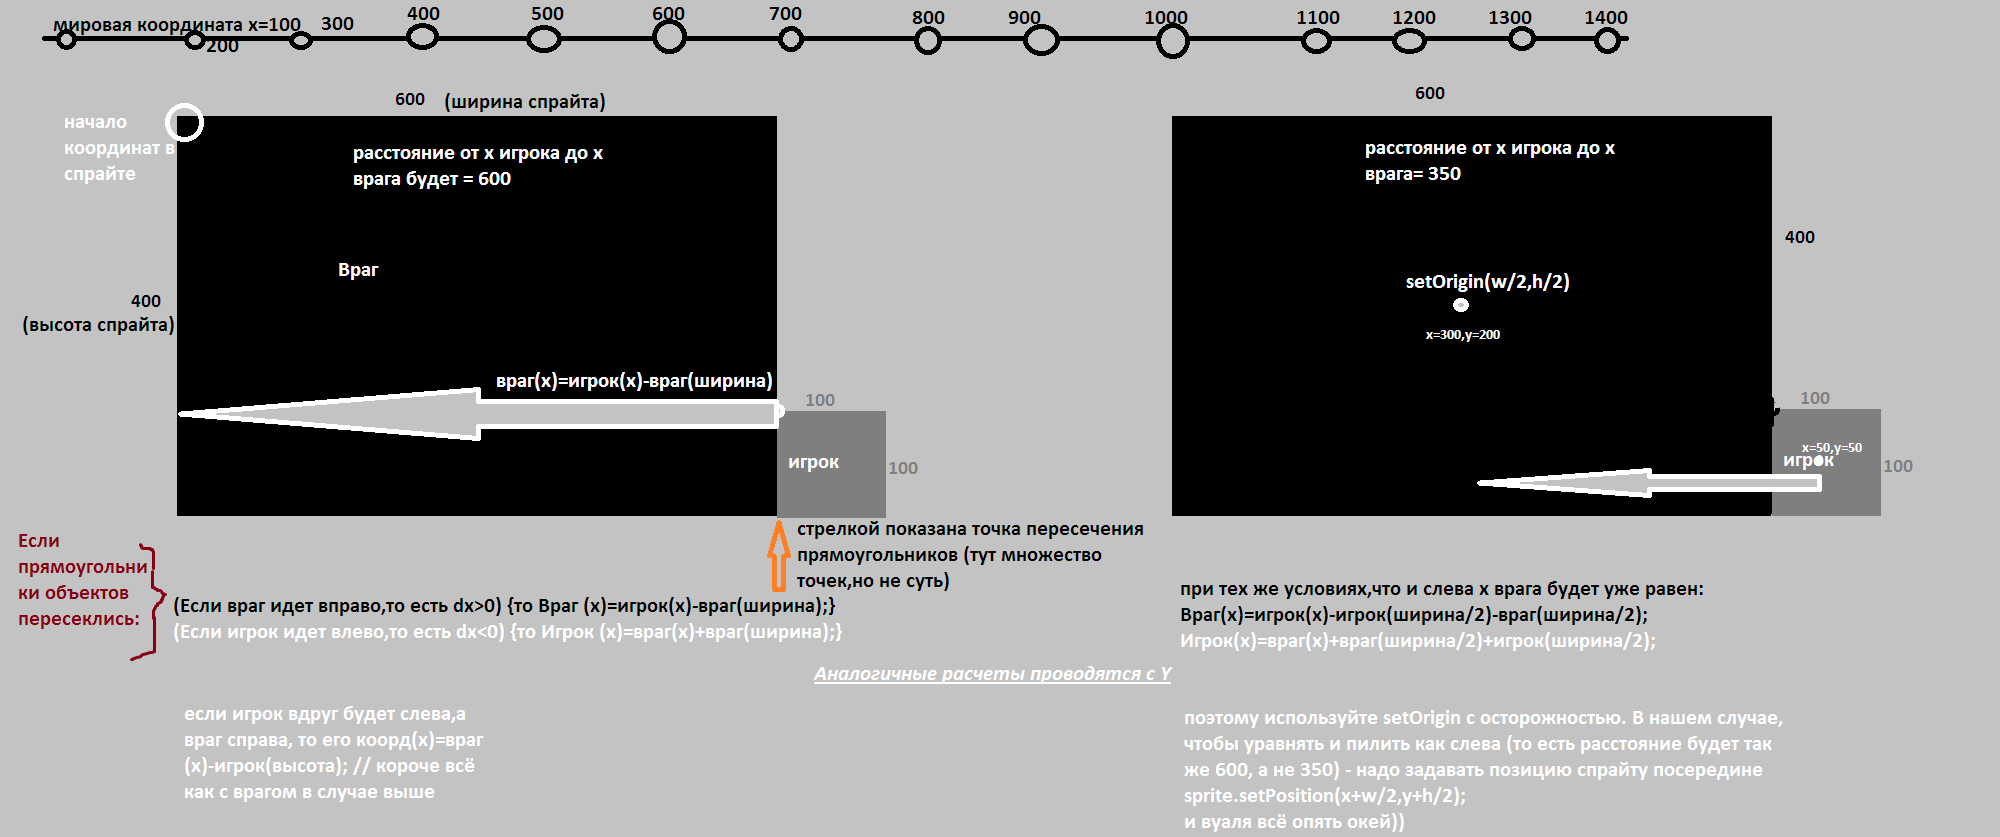 мировая координата x=100
200
300
400
500
600
700
800
900
1000
1100
1200
1300
1400
600 (ширина спрайта)
начало
координат в
спрайте
расстояние от x игрока до x
врага будет = 600
Враг
400
(высота спрайта)
враг(x)=игрок(x)-враг(ширина)
100
игрок
100
стрелкой показана точка пересечения
прямоугольников (тут множество
точек,но не суть)
Если
прямоугольни
ки объектов
пересеклись:
(Если враг идет вправо,то есть dx>0) {то Враг (x)=игрок(x)-враг(ширина);}
(Если игрок идет влево,то есть dx<0) {то Игрок (x)=враг(x)+враг(ширина);}
600
расстояние от x игрока до x
врага= 350
400
setOrigin(w/2,h/2)
x=300,y=200
100
x=50,y=50
игрок
100
при тех же условиях,что и слева x врага будет уже равен:
Враг(x)=игрок(x)-игрок(ширина/2)-враг(ширина/2);
Игрок(x)=враг(x)+враг(ширина/2)+игрок(ширина/2);
Аналогичные расчеты проводятся с Y
если игрок вдруг будет слева,а
враг справа, то его коорд(x)=враг
(x)-игрок(высота); // короче всё
как с врагом в случае выше
поэтому используйте setOrigin с осторожностью. В нашем случае,
чтобы уравнять и пилить как слева (то есть расстояние будет так
же 600, а не 350) - надо задавать позицию спрайту посередине
sprite.setPosition(x+w/2,y+h/2);
и вуаля всё опять окей))